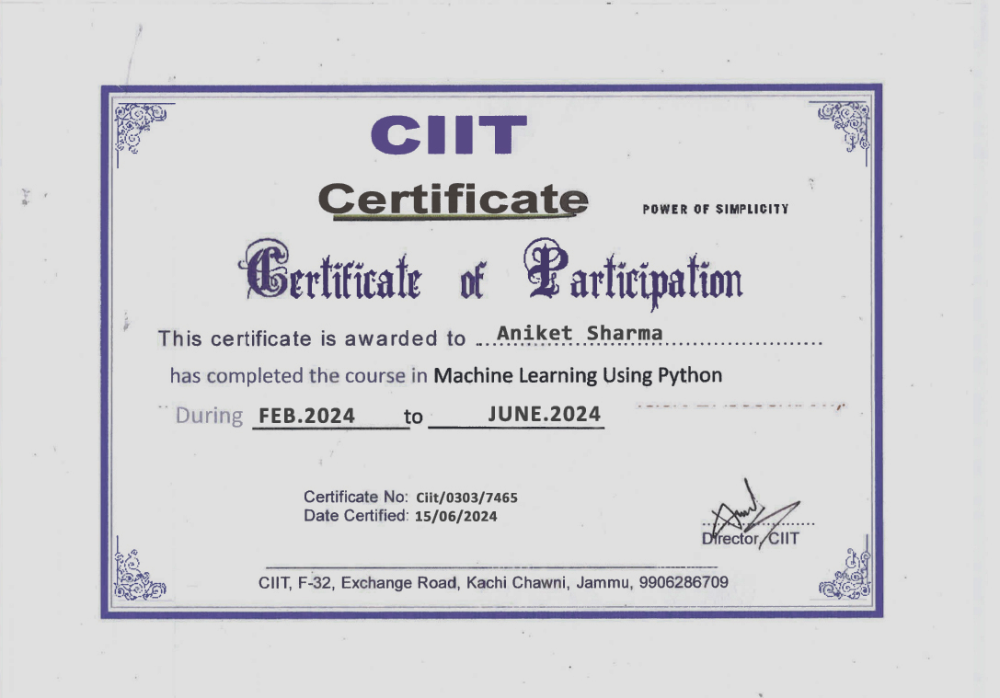 CIIT
Certificate
POWER OF SIMPLICITY
Certificate of Participation
This certificate is awarded to ..Aniket Sharma........................
has completed the course in Machine Learning Using Python
During FEB.2024 to JUNE.2024
Certificate No: Ciit/0303/7465
Date Certified: 15/06/2024
Director, CIIT
CIIT, F-32, Exchange Road, Kachi Chawni, Jammu, 9906286709